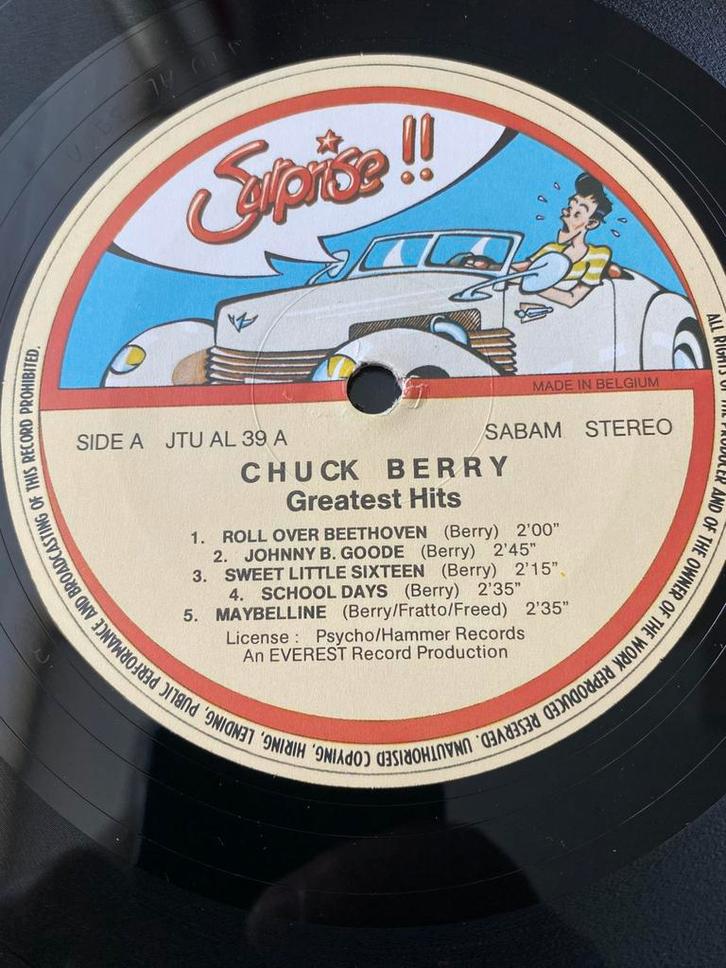 Surprise!!
MADE IN BELGIUM
SIDE A JTU AL 39 A
SABAM STEREO
CHUCK BERRY
Greatest Hits
1. ROLL OVER BEETHOVEN (Berry) 2'00"
2. JOHNNY B. GOODE (Berry) 2'45"
3. SWEET LITTLE SIXTEEN (Berry) 2'15"
4. SCHOOL DAYS (Berry) 2'35"
5. MAYBELLINE (Berry/Fratto/Freed) 2'35"
License : Psycho/Hammer Records
An EVEREST Record Production
ALL RIGHTS THE PRODUCER AND OF THE OWNER OF THE WORK REPRODUCED RESERVED. UNAUTHORISED COPYING, HIRING, LENDING, PUBLIC PERFORMANCE AND BROADCASTING OF THIS RECORD PROHIBITED.